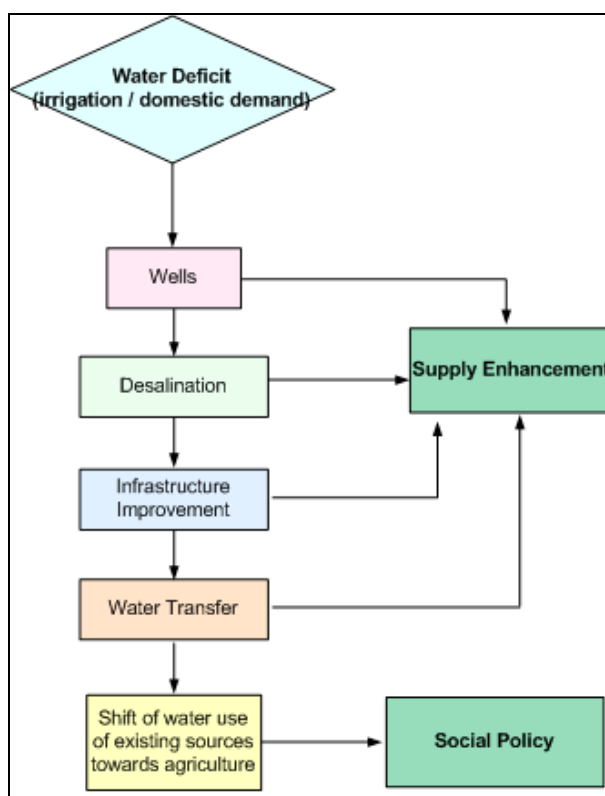 Water Deficit
(irrigation / domestic demand)
Wells
Supply Enhancement
Desalination
Infrastructure
Improvement
Water Transfer
Shift of water use
of existing sources
towards agriculture
Social Policy